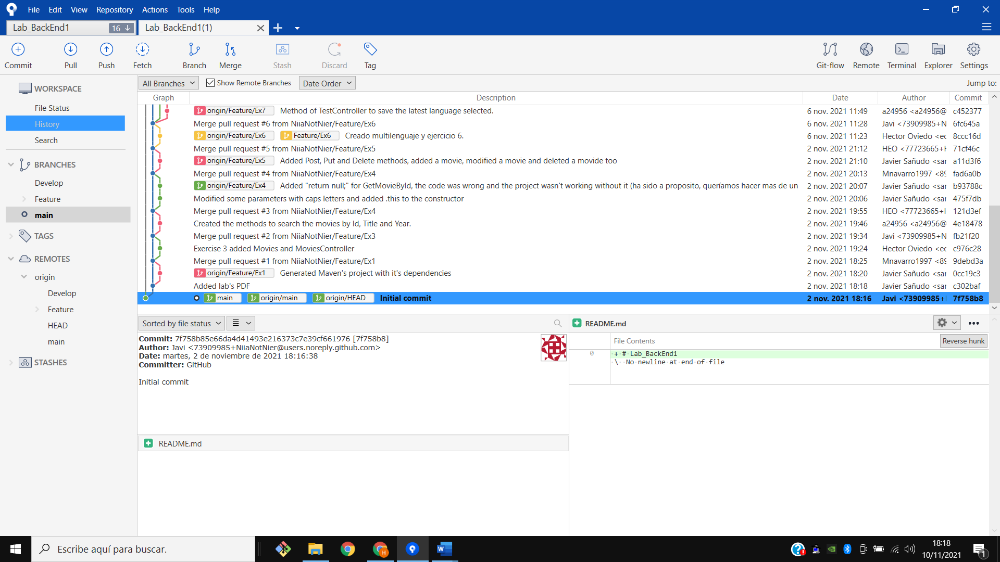 File Edit View Repository Actions Tools Help
Lab_BackEnd1 16 Lab_BackEnd1(1)
Commit Pull Push Fetch Branch Merge Stash Discard Tag Git-flow Remote Terminal Explorer Settings
WORKSPACE
File Status
History
Search
BRANCHES
Develop
Feature
main
TAGS
REMOTES
origin
Develop
Feature
HEAD
main
STASHES
All Branches Show Remote Branches Date Order Jump to:
Graph Description Date Author Commit
origin/Feature/Ex7 Method of TestController to save the latest language selected. 6 nov. 2021 11:49 a24956 <a24956@ c452377
Merge pull request #6 from NiiaNotNier/Feature/Ex6 6 nov. 2021 11:28 Javi <73909985+N 6fc645a
origin/Feature/Ex6 Feature/Ex6 Creado multilenguaje y ejercicio 6. 6 nov. 2021 11:23 Hector Oviedo <ec 8ccc16d
Merge pull request #5 from NiiaNotNier/Feature/Ex5 2 nov. 2021 21:12 HEO <77723665+H 71cf46c
origin/Feature/Ex5 Added Post, Put and Delete methods, added a movie, modified a movie and deleted a movide too 2 nov. 2021 21:10 Javier Sañudo <sar a11d3f6
Merge pull request #4 from NiiaNotNier/Feature/Ex4 2 nov. 2021 20:13 Mnavarro1997 <89 fad6a0b
origin/Feature/Ex4 Added "return null;" for GetMovieById, the code was wrong and the project wasn't working without it (ha sido a proposito, queríamos hacer mas de un 2 nov. 2021 20:07 Javier Sañudo <sar b93788c
Modified some parameters with caps letters and added .this to the constructor 2 nov. 2021 20:06 Javier Sañudo <sar 475f7db
Merge pull request #3 from NiiaNotNier/Feature/Ex4 2 nov. 2021 19:55 HEO <77723665+H 121d3ef
Created the methods to search the movies by Id, Title and Year. 2 nov. 2021 19:46 a24956 <a24956@ 4e18478
Merge pull request #2 from NiiaNotNier/Feature/Ex3 2 nov. 2021 19:34 Javi <73909985+N fb21f20
Exercise 3 added Movies and MoviesController 2 nov. 2021 19:24 Hector Oviedo <ec c976c28
Merge pull request #1 from NiiaNotNier/Feature/Ex1 2 nov. 2021 18:25 Mnavarro1997 <89 9debd3a
origin/Feature/Ex1 Generated Maven's project with it's dependencies 2 nov. 2021 18:20 Javier Sañudo <sar 0cc19c3
Added lab's PDF 2 nov. 2021 18:18 Javier Sañudo <sar c302baf
main origin/main origin/HEAD Initial commit 2 nov. 2021 18:16 Javi <73909985+ 7f758b8
Sorted by file status
Commit: 7f758b85e66da4d41493e216373c7e39cf661976 [7f758b8]
Author: Javi <73909985+NiiaNotNier@users.noreply.github.com>
Date: martes, 2 de noviembre de 2021 18:16:38
Committer: GitHub
Initial commit
README.md
README.md
File Contents Reverse hunk
0 + # Lab_BackEnd1
\ No newline at end of file
Escribe aquí para buscar.
H
W
18:18
10/11/2021
1